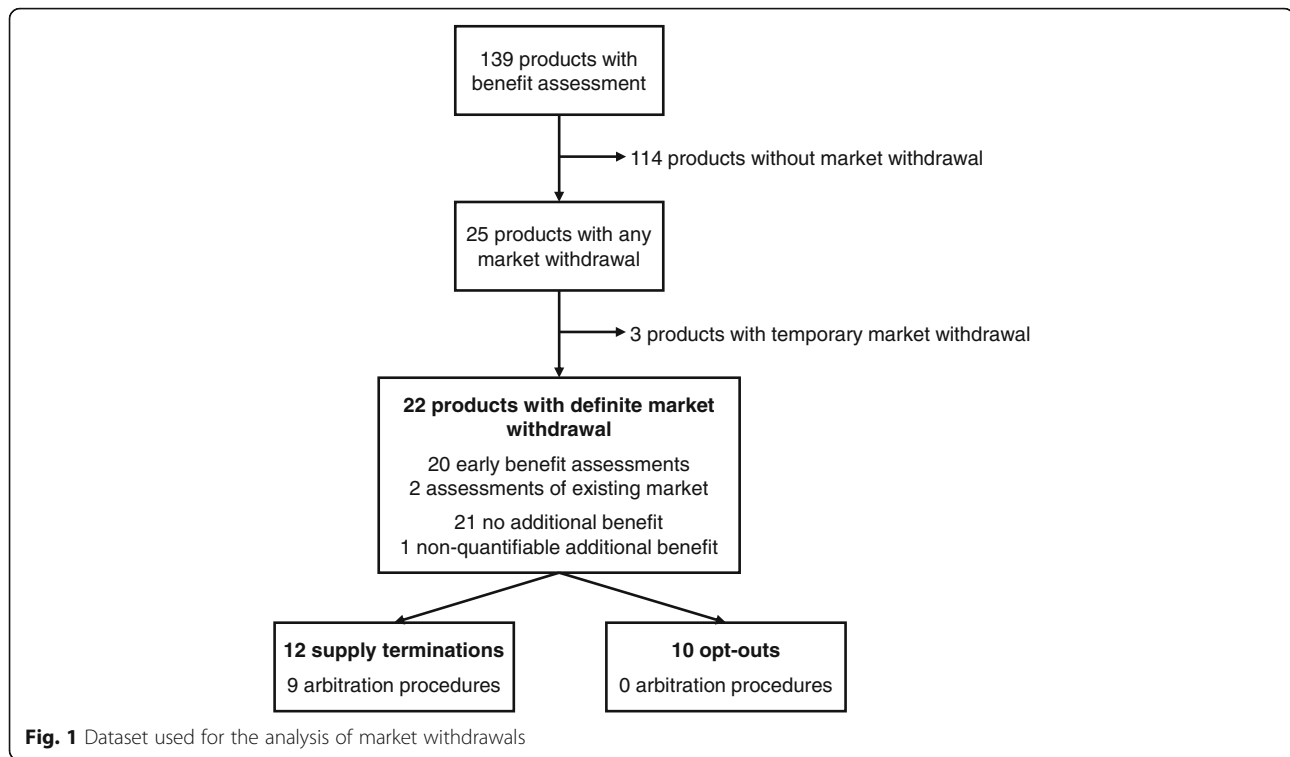 139 products with
benefit assessment
114 products without market withdrawal
25 products with any
market withdrawal
3 products with temporary market withdrawal
22 products with definite market
withdrawal
20 early benefit assessments
2 assessments of existing market
21 no additional benefit
1 non-quantifiable additional benefit
12 supply terminations
9 arbitration procedures
10 opt-outs
0 arbitration procedures
Fig. 1 Dataset used for the analysis of market withdrawals